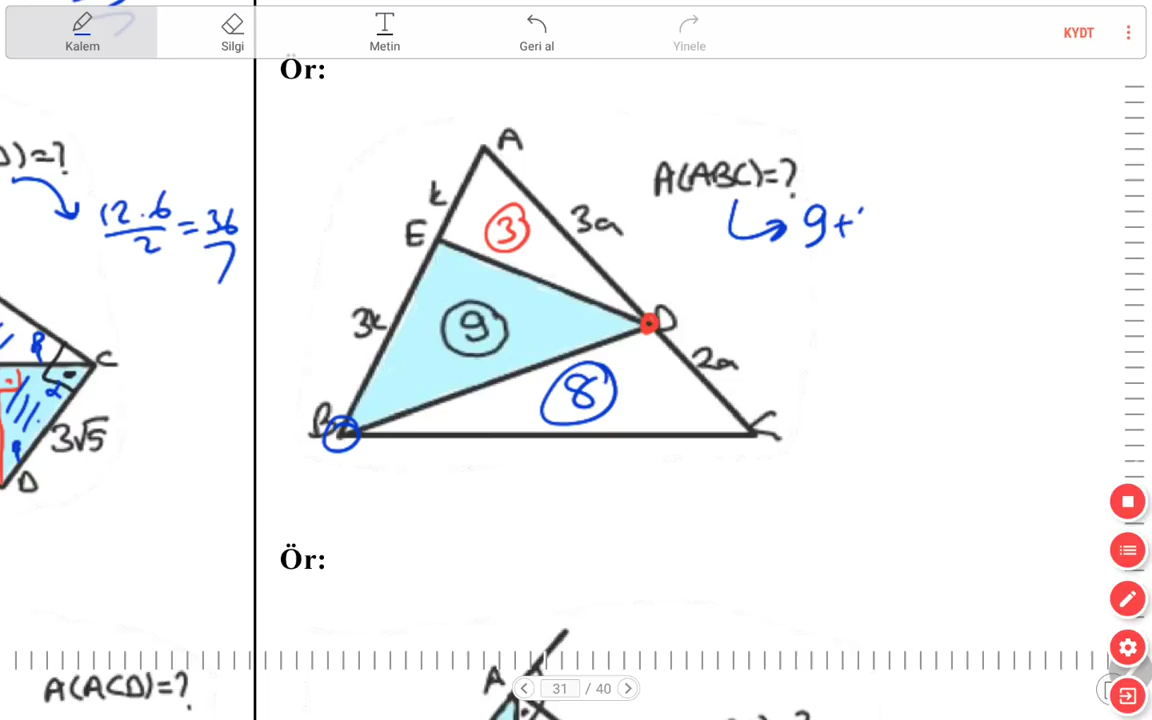 Kalem
Silgi
Metin
Geri al
Yinele
KYDT
Ör:
D)=?
12.6/2 = 36
A
A(ABC)=?
k
3
3a
E
9+
3k
9
D
2a
8
B
C
C
3√5
D
Ör:
A
A(ACD)=?
31 / 40